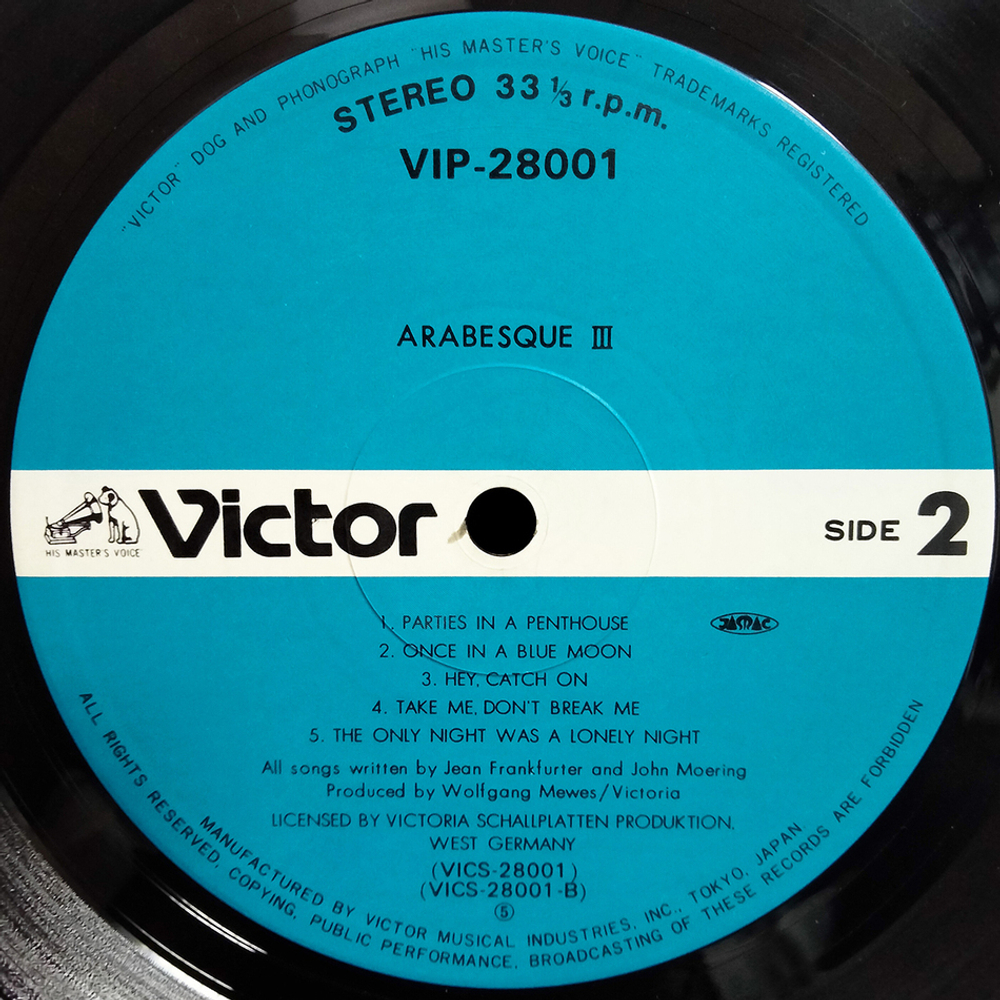 "VICTOR" DOG AND PHONOGRAPH "HIS MASTER'S VOICE" TRADEMARKS REGISTERED
STEREO 33 ⅓ r.p.m.
VIP-28001
ARABESQUE III
HIS MASTER'S VOICE
Victor
SIDE 2
1. PARTIES IN A PENTHOUSE
JASRAC
2. ONCE IN A BLUE MOON
3. HEY, CATCH ON
4. TAKE ME, DON'T BREAK ME
5. THE ONLY NIGHT WAS A LONELY NIGHT
All songs written by Jean Frankfurter and John Moering
Produced by Wolfgang Mewes/Victoria
LICENSED BY VICTORIA SCHALLPLATTEN PRODUKTION,
WEST GERMANY
(VICS-28001)
(VICS-28001-B)
⑤
MANUFACTURED BY VICTOR MUSICAL INDUSTRIES, INC., TOKYO, JAPAN
ALL RIGHTS RESERVED, COPYING, PUBLIC PERFORMANCE, BROADCASTING OF THESE RECORDS ARE FORBIDDEN